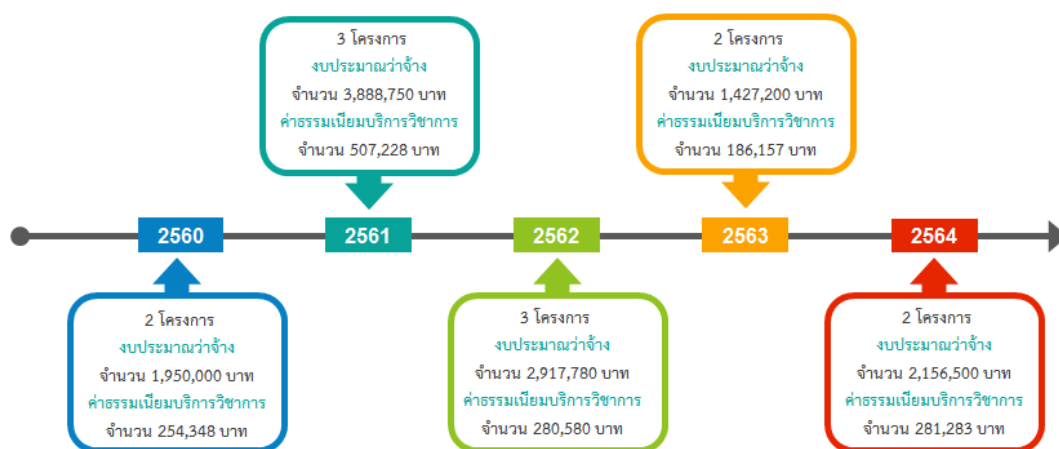 3 โครงการ
งบประมาณว่าจ้าง
จำนวน 3,888,750 บาท
ค่าธรรมเนียมบริการวิชาการ
จำนวน 507,228 บาท
2 โครงการ
งบประมาณว่าจ้าง
จำนวน 1,427,200 บาท
ค่าธรรมเนียมบริการวิชาการ
จำนวน 186,157 บาท
2560
2561
2562
2563
2564
2 โครงการ
งบประมาณว่าจ้าง
จำนวน 1,950,000 บาท
ค่าธรรมเนียมบริการวิชาการ
จำนวน 254,348 บาท
3 โครงการ
งบประมาณว่าจ้าง
จำนวน 2,917,780 บาท
ค่าธรรมเนียมบริการวิชาการ
จำนวน 280,580 บาท
2 โครงการ
งบประมาณว่าจ้าง
จำนวน 2,156,500 บาท
ค่าธรรมเนียมบริการวิชาการ
จำนวน 281,283 บาท